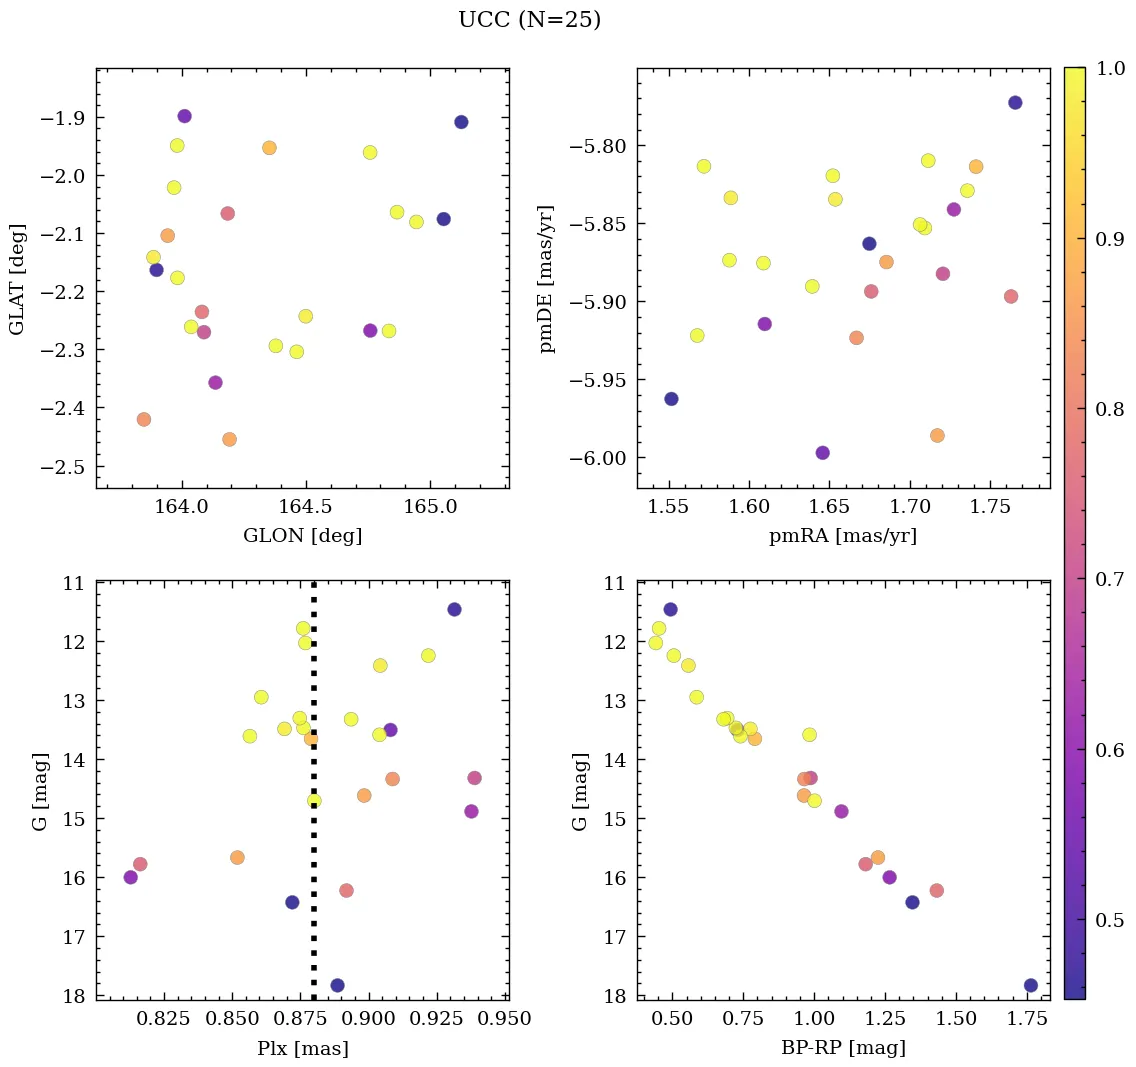 UCC (N=25)
−1.9
−2.0
−2.1
−2.2
−2.3
−2.4
−2.5
GLAT [deg]
164.0 164.5 165.0
GLON [deg]
−5.80
−5.85
−5.90
−5.95
−6.00
pmDE [mas/yr]
1.55 1.60 1.65 1.70 1.75
pmRA [mas/yr]
1.0
0.9
0.8
0.7
0.6
0.5
11
12
13
14
15
16
17
18
G [mag]
0.825 0.850 0.875 0.900 0.925 0.950
Plx [mas]
11
12
13
14
15
16
17
18
G [mag]
0.50 0.75 1.00 1.25 1.50 1.75
BP-RP [mag]